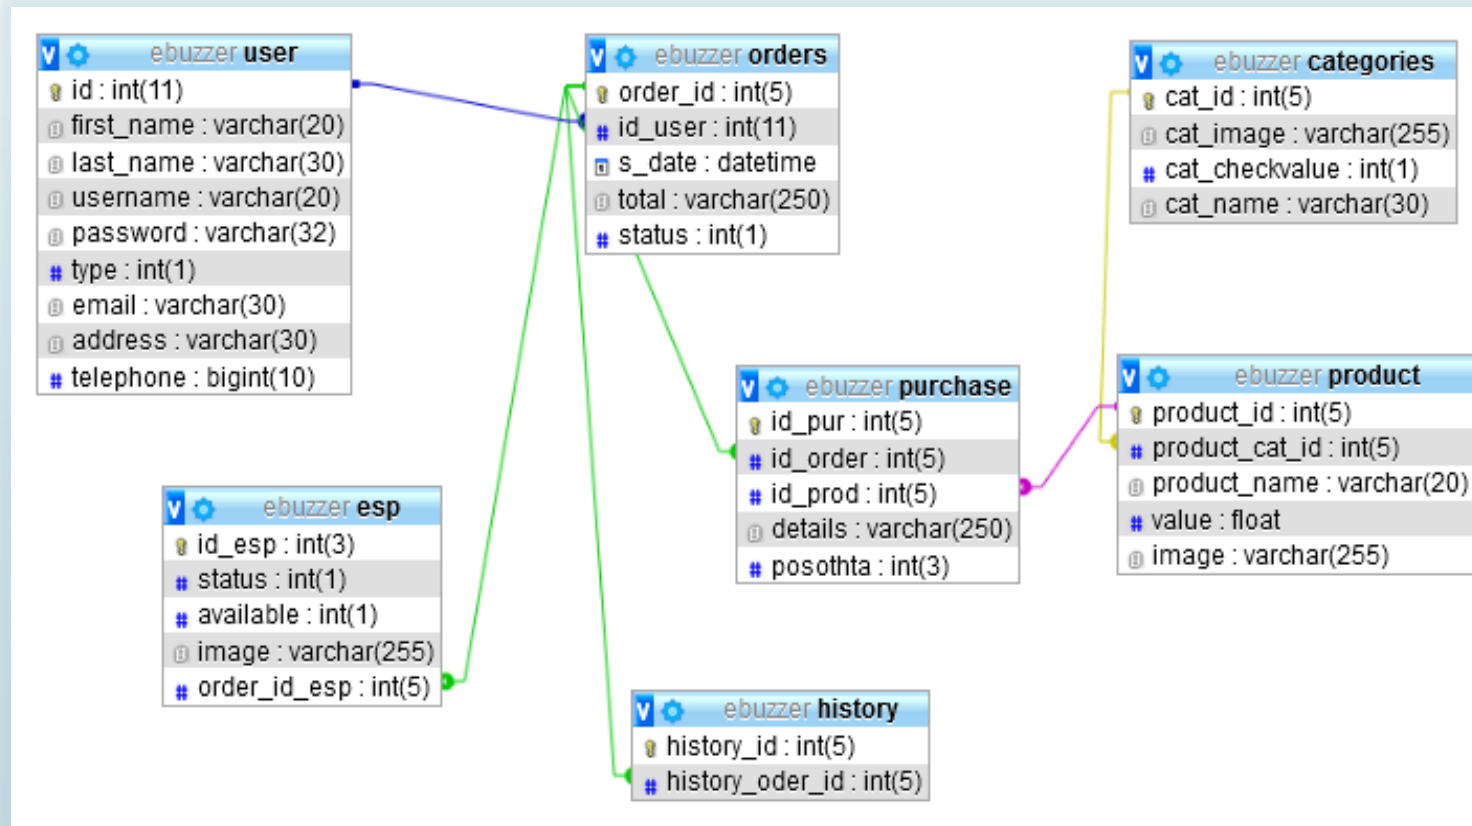 ebuzzer user
id : int(11)
first_name : varchar(20)
last_name : varchar(30)
username : varchar(20)
password : varchar(32)
type : int(1)
email : varchar(30)
address : varchar(30)
telephone : bigint(10)
ebuzzer orders
order_id : int(5)
id_user : int(11)
s_date : datetime
total : varchar(250)
status : int(1)
ebuzzer categories
cat_id : int(5)
cat_image : varchar(255)
cat_checkvalue : int(1)
cat_name : varchar(30)
ebuzzer purchase
id_pur : int(5)
id_order : int(5)
id_prod : int(5)
details : varchar(250)
posothta : int(3)
ebuzzer product
product_id : int(5)
product_cat_id : int(5)
product_name : varchar(20)
value : float
image : varchar(255)
ebuzzer esp
id_esp : int(3)
status : int(1)
available : int(1)
image : varchar(255)
order_id_esp : int(5)
ebuzzer history
history_id : int(5)
history_oder_id : int(5)